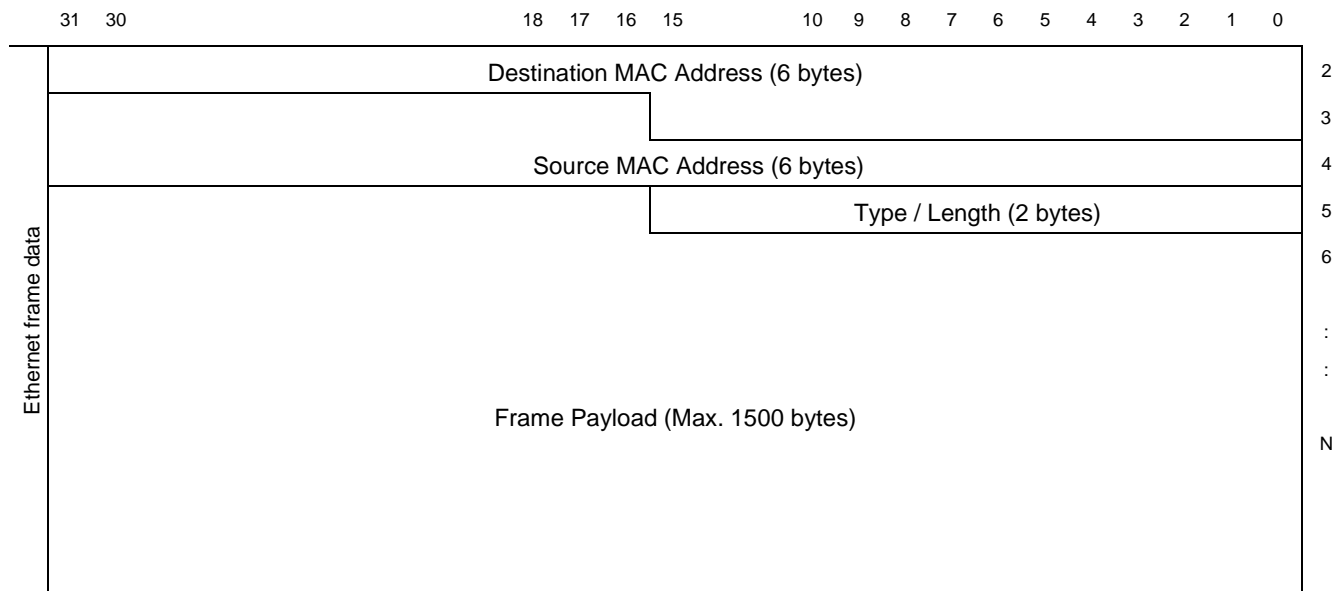 31 30 18 17 16 15 10 9 8 7 6 5 4 3 2 1 0
Destination MAC Address (6 bytes) 2
3
Source MAC Address (6 bytes) 4
Type / Length (2 bytes) 5
Ethernet frame data
6
:
:
Frame Payload (Max. 1500 bytes)
N